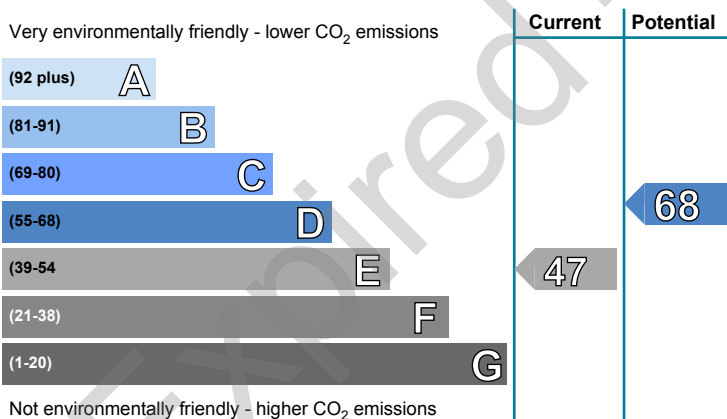 Current Potential
Very environmentally friendly - lower CO2 emissions
(92 plus) A
(81-91) B
(69-80) C
(55-68) D
68
(39-54 E
47
(21-38) F
(1-20) G
Not environmentally friendly - higher CO2 emissions
Expired